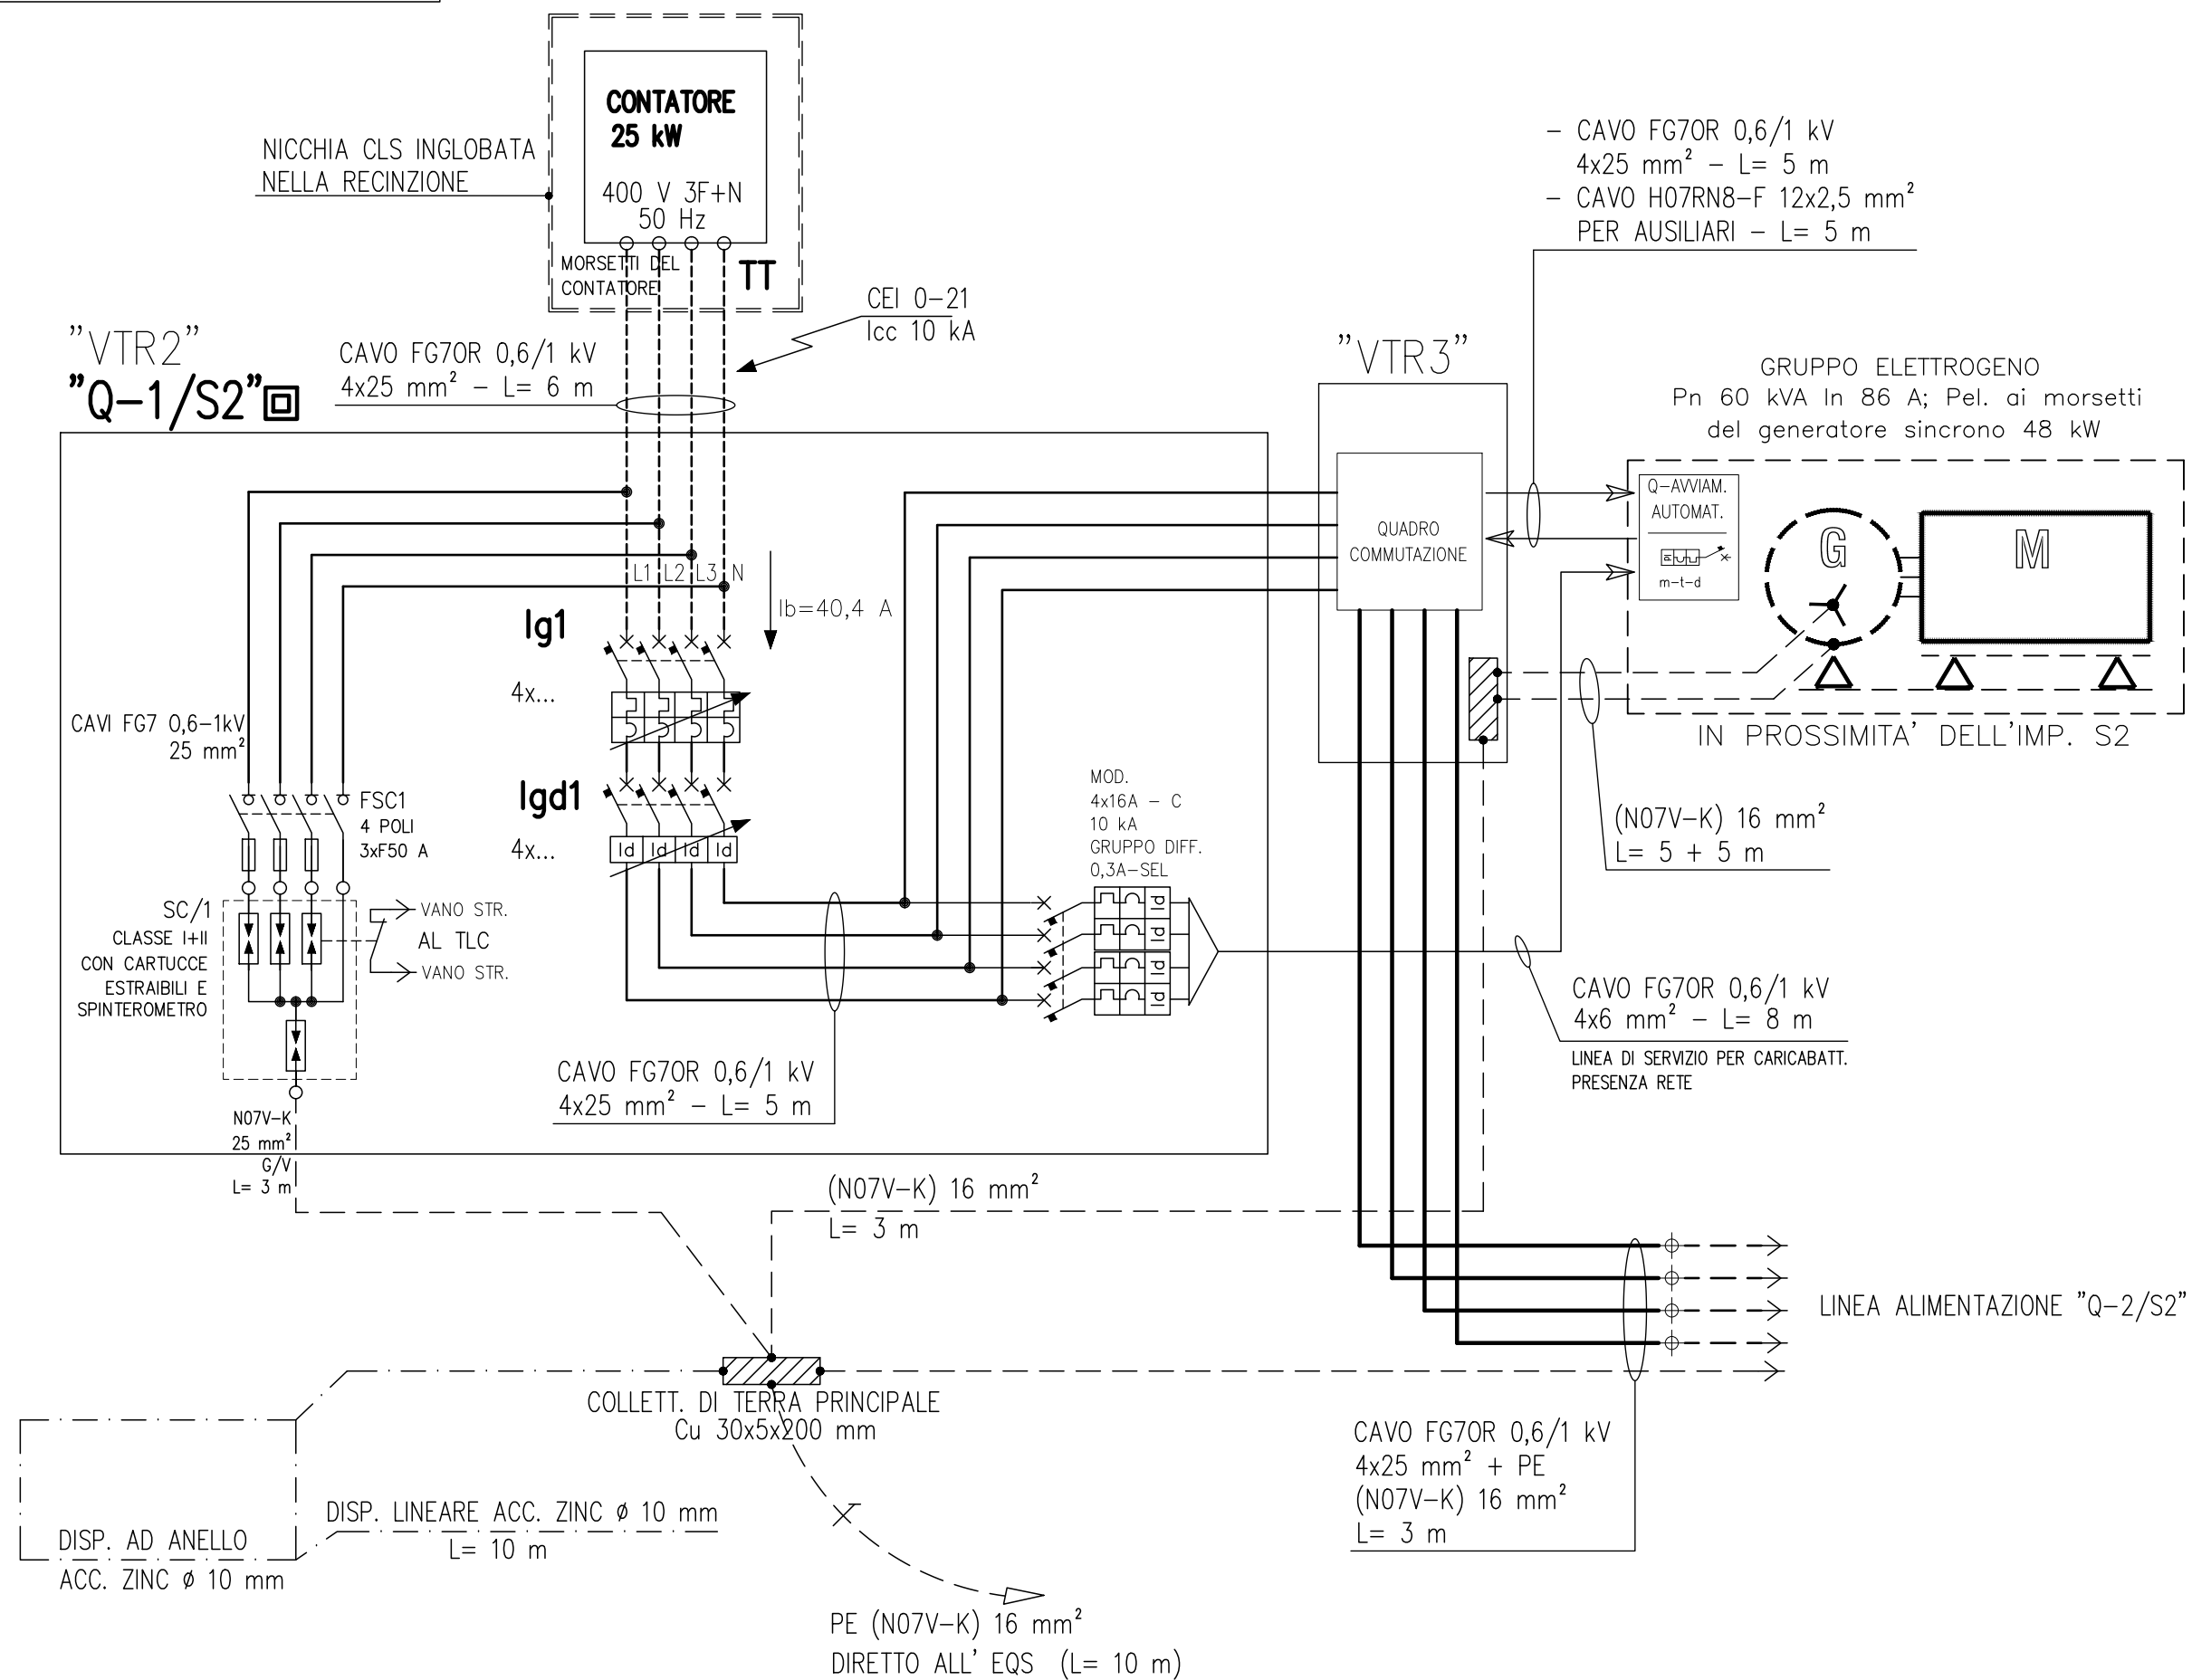 CONTATORE
25 kW
400 V 3F+N
50 Hz
MORSETTI DEL
CONTATORE
TT
NICCHIA CLS INGLOBATA
NELLA RECINZIONE
CEI 0-21
Icc 10 kA
"VTR2"
"Q-1/S2"
CAVO FG7OR 0,6/1 kV
4x25 mm² - L= 6 m
- CAVO FG7OR 0,6/1 kV
4x25 mm² - L= 5 m
- CAVO H07RN8-F 12x2,5 mm²
PER AUSILIARI - L= 5 m
"VTR3"
GRUPPO ELETTROGENO
Pn 60 kVA In 86 A; Pel. ai morsetti
del generatore sincrono 48 kW
QUADRO
COMMUTAZIONE
Q-AVVIAM.
AUTOMAT.
m-t-d
G
M
IN PROSSIMITA' DELL'IMP. S2
L1 L2 L3 N
Ib=40,4 A
Ig1
4x...
Igd1
4x...
Id Id Id Id
CAVI FG7 0,6-1kV
25 mm²
FSC1
4 POLI
3xF50 A
SC/1
CLASSE I+II
CON CARTUCCE
ESTRAIBILI E
SPINTEROMETRO
VANO STR.
AL TLC
VANO STR.
MOD.
4x16A - C
10 kA
GRUPPO DIFF.
0,3A-SEL
Id
Id
Id
Id
(N07V-K) 16 mm²
L= 5 + 5 m
CAVO FG7OR 0,6/1 kV
4x6 mm² - L= 8 m
LINEA DI SERVIZIO PER CARICABATT.
PRESENZA RETE
CAVO FG7OR 0,6/1 kV
4x25 mm² - L= 5 m
N07V-K
25 mm²
G/V
L= 3 m
(N07V-K) 16 mm²
L= 3 m
LINEA ALIMENTAZIONE "Q-2/S2"
COLLETT. DI TERRA PRINCIPALE
Cu 30x5x200 mm
CAVO FG7OR 0,6/1 kV
4x25 mm² + PE
(N07V-K) 16 mm²
L= 3 m
DISP. LINEARE ACC. ZINC ø 10 mm
L= 10 m
DISP. AD ANELLO
ACC. ZINC ø 10 mm
PE (N07V-K) 16 mm²
DIRETTO ALL' EQS (L= 10 m)